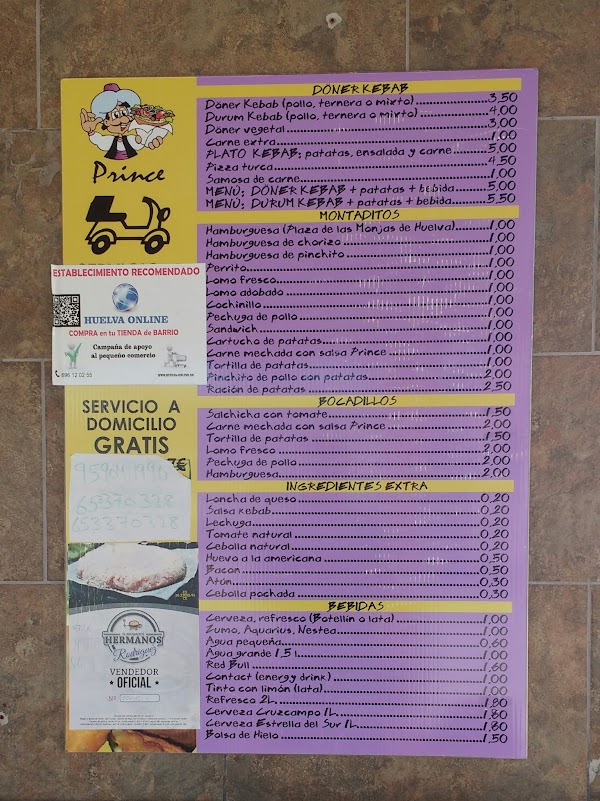 Prince
ESTABLECIMIENTO RECOMENDADO
HUELVA ONLINE
COMPRA en tu TIENDA de BARRIO
Campaña de apoyo
al pequeño comercio
696 12 02 55
SERVICIO A
DOMICILIO
GRATIS
653370328
HERMANOS
Rodríguez
VENDEDOR
OFICIAL
DONER KEBAB
Döner Kebab (pollo, ternera o mixto) 3,50
Durum Kebab (pollo, ternera o mixto) 4,00
Döner vegetal 3,00
Carne extra 1,00
PLATO KEBAB: patatas, ensalada y carne 5,00
Pizza turca 4,50
Samosa de carne 1,00
MENÚ: DÖNER KEBAB + patatas + bebida 5,00
MENÚ: DURUM KEBAB + patatas + bebida 5,50
MONTADITOS
Hamburguesa (Plaza de las Monjas de Huelva) 1,00
Hamburguesa de chorizo 1,00
Hamburguesa de pinchito 1,00
Perrito 1,00
Lomo fresco 1,00
Lomo adobado 1,00
Cochinillo 1,00
Pechuga de pollo 1,00
Sandwich 1,00
Cartucho de patatas 1,00
Carne mechada con salsa Prince 1,00
Tortilla de patatas 1,00
Pinchito de pollo con patatas 2,00
Ración de patatas 2,50
BOCADILLOS
Salchicha con tomate 1,50
Carne mechada con salsa Prince 2,00
Tortilla de patatas 1,50
Lomo fresco 2,00
Pechuga de pollo 2,00
Hamburguesa 2,00
INGREDIENTES EXTRA
Loncha de queso 0,20
Salsa kebab 0,20
Lechuga 0,20
Tomate natural 0,20
Cebolla natural 0,20
Huevo a la americana 0,50
Bacon 0,50
Atún 0,30
Cebolla pochada 0,30
BEBIDAS
Cerveza, refresco (Botellín o lata) 1,00
Zumo, Aquarius, Nestea 1,00
Agua pequeña 0,60
Agua grande 1,5 l 1,00
Red Bull 1,60
Contact (energy drink) 1,00
Tinto con limón (lata) 1,00
Refresco 2L 1,80
Cerveza Cruzcampo 1L 1,80
Cerveza Estrella del Sur 1L 1,80
Bolsa de Hielo 1,50